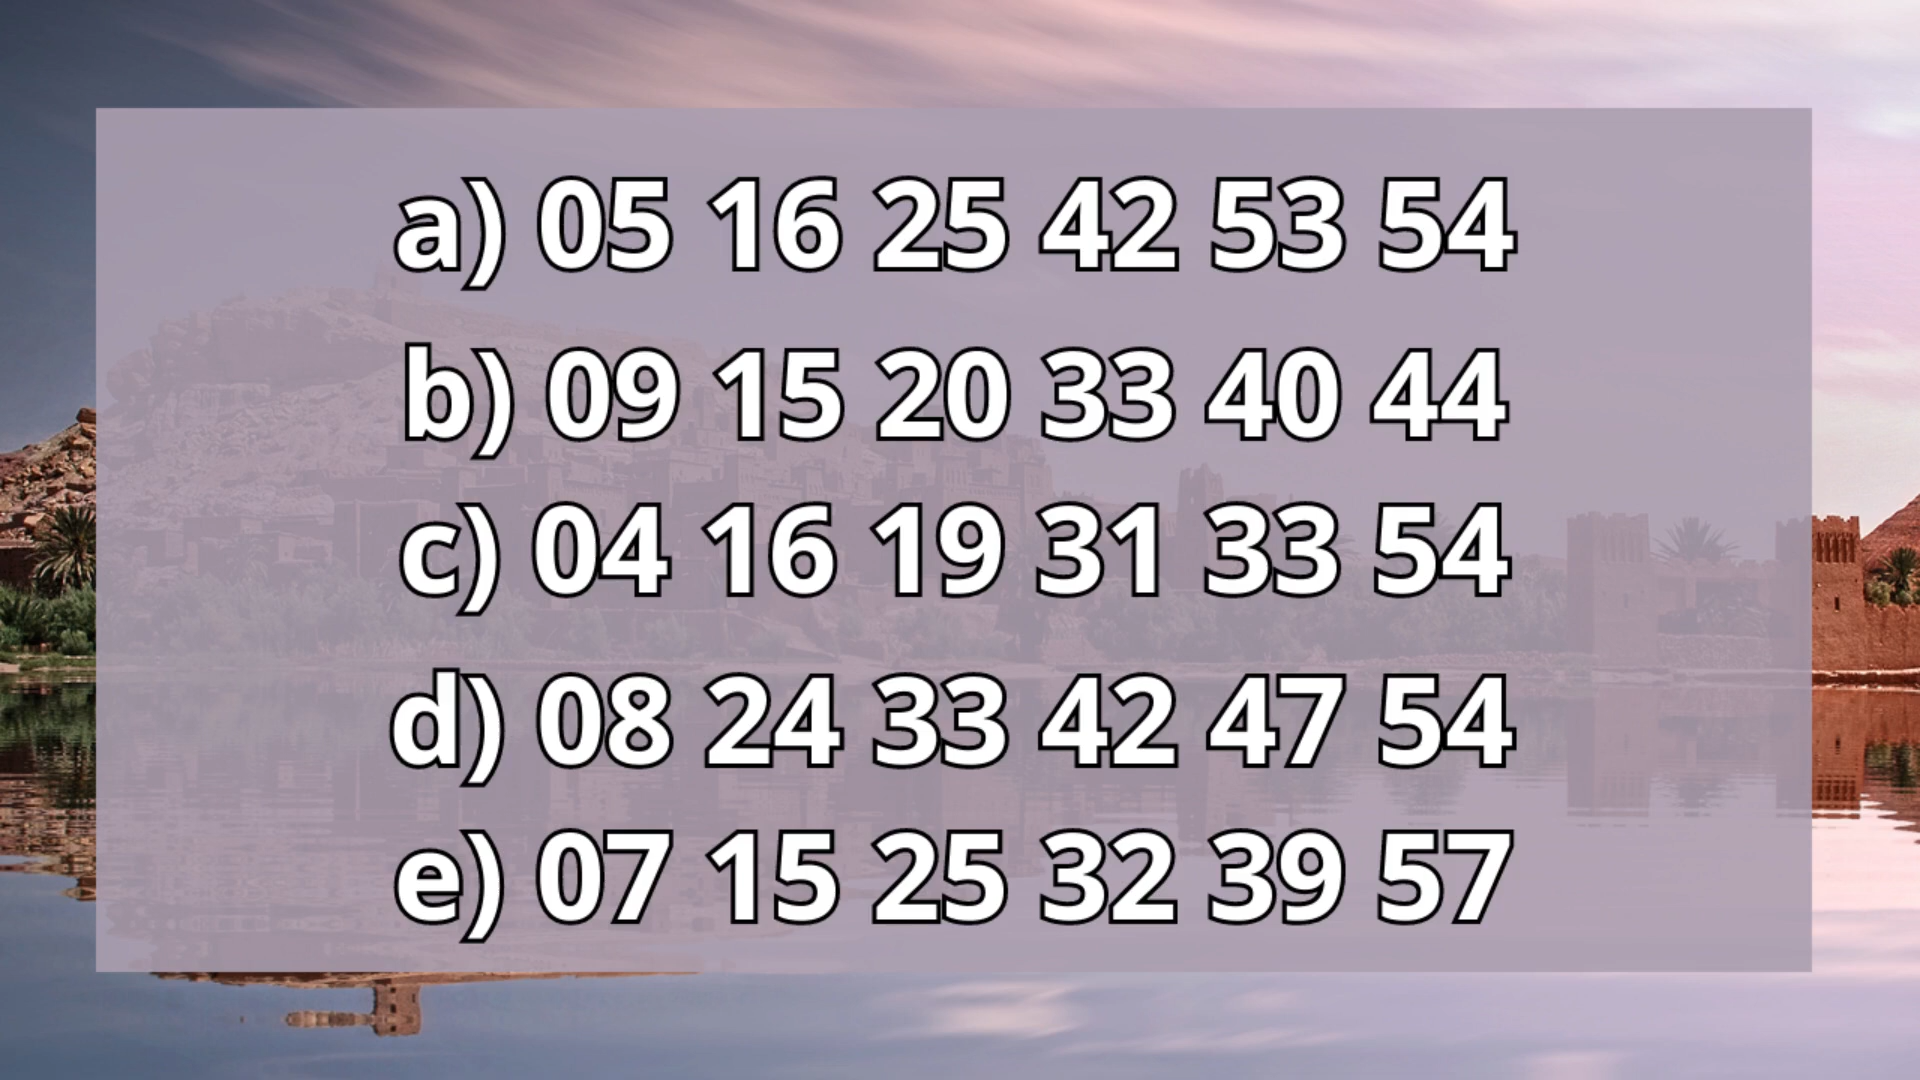 a) 05 16 25 42 53 54
b) 09 15 20 33 40 44
c) 04 16 19 31 33 54
d) 08 24 33 42 47 54
e) 07 15 25 32 39 57